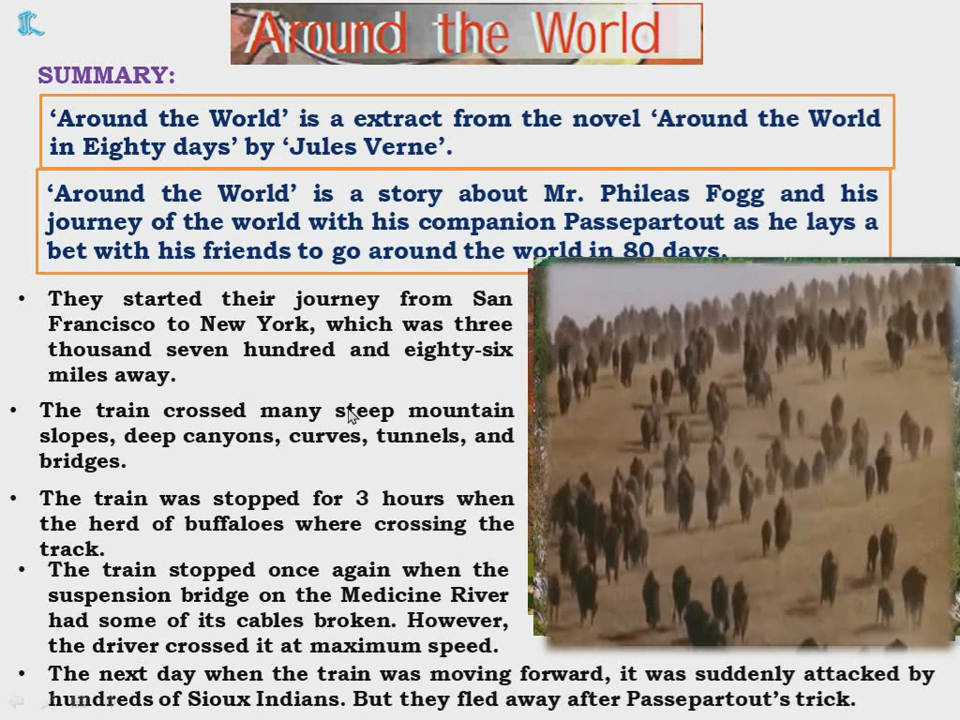 Around the World
SUMMARY:
‘Around the World’ is a extract from the novel ‘Around the World
in Eighty days’ by ‘Jules Verne’.
‘Around the World’ is a story about Mr. Phileas Fogg and his
journey of the world with his companion Passepartout as he lays a
bet with his friends to go around the world in 80 days.
• They started their journey from San
Francisco to New York, which was three
thousand seven hundred and eighty-six
miles away.
• The train crossed many steep mountain
slopes, deep canyons, curves, tunnels, and
bridges.
• The train was stopped for 3 hours when
the herd of buffaloes where crossing the
track.
• The train stopped once again when the
suspension bridge on the Medicine River
had some of its cables broken. However,
the driver crossed it at maximum speed.
• The next day when the train was moving forward, it was suddenly attacked by
hundreds of Sioux Indians. But they fled away after Passepartout’s trick.